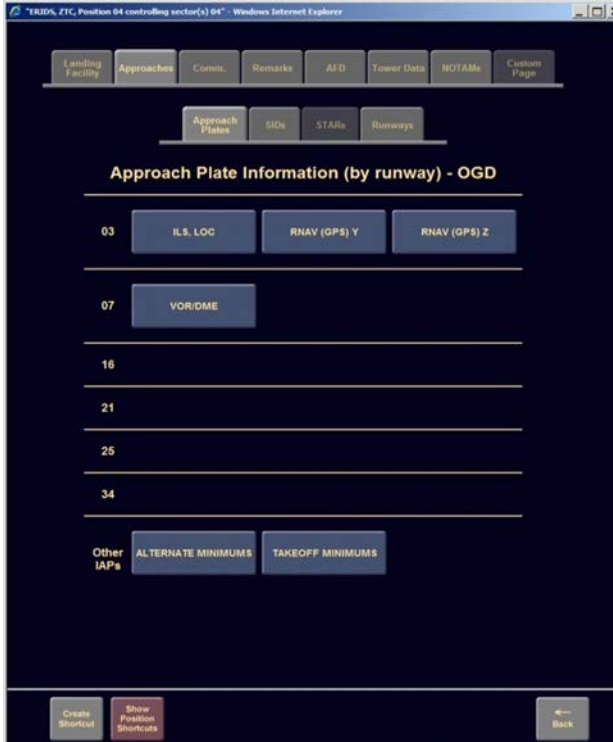 "ERIDS, ZTC, Position 04 controlling sector(s) 04" - Windows Internet Explorer
Landing Facility
Approaches
Comm.
Remarks
AFD
Tower Data
NOTAMs
Custom Page
Approach Plates
SIDs
STARs
Runways
Approach Plate Information (by runway) - OGD
03
ILS, LOC
RNAV (GPS) Y
RNAV (GPS) Z
07
VOR/DME
16
21
25
34
Other IAPs
ALTERNATE MINIMUMS
TAKEOFF MINIMUMS
Create Shortcut
Show Position Shortcuts
Back